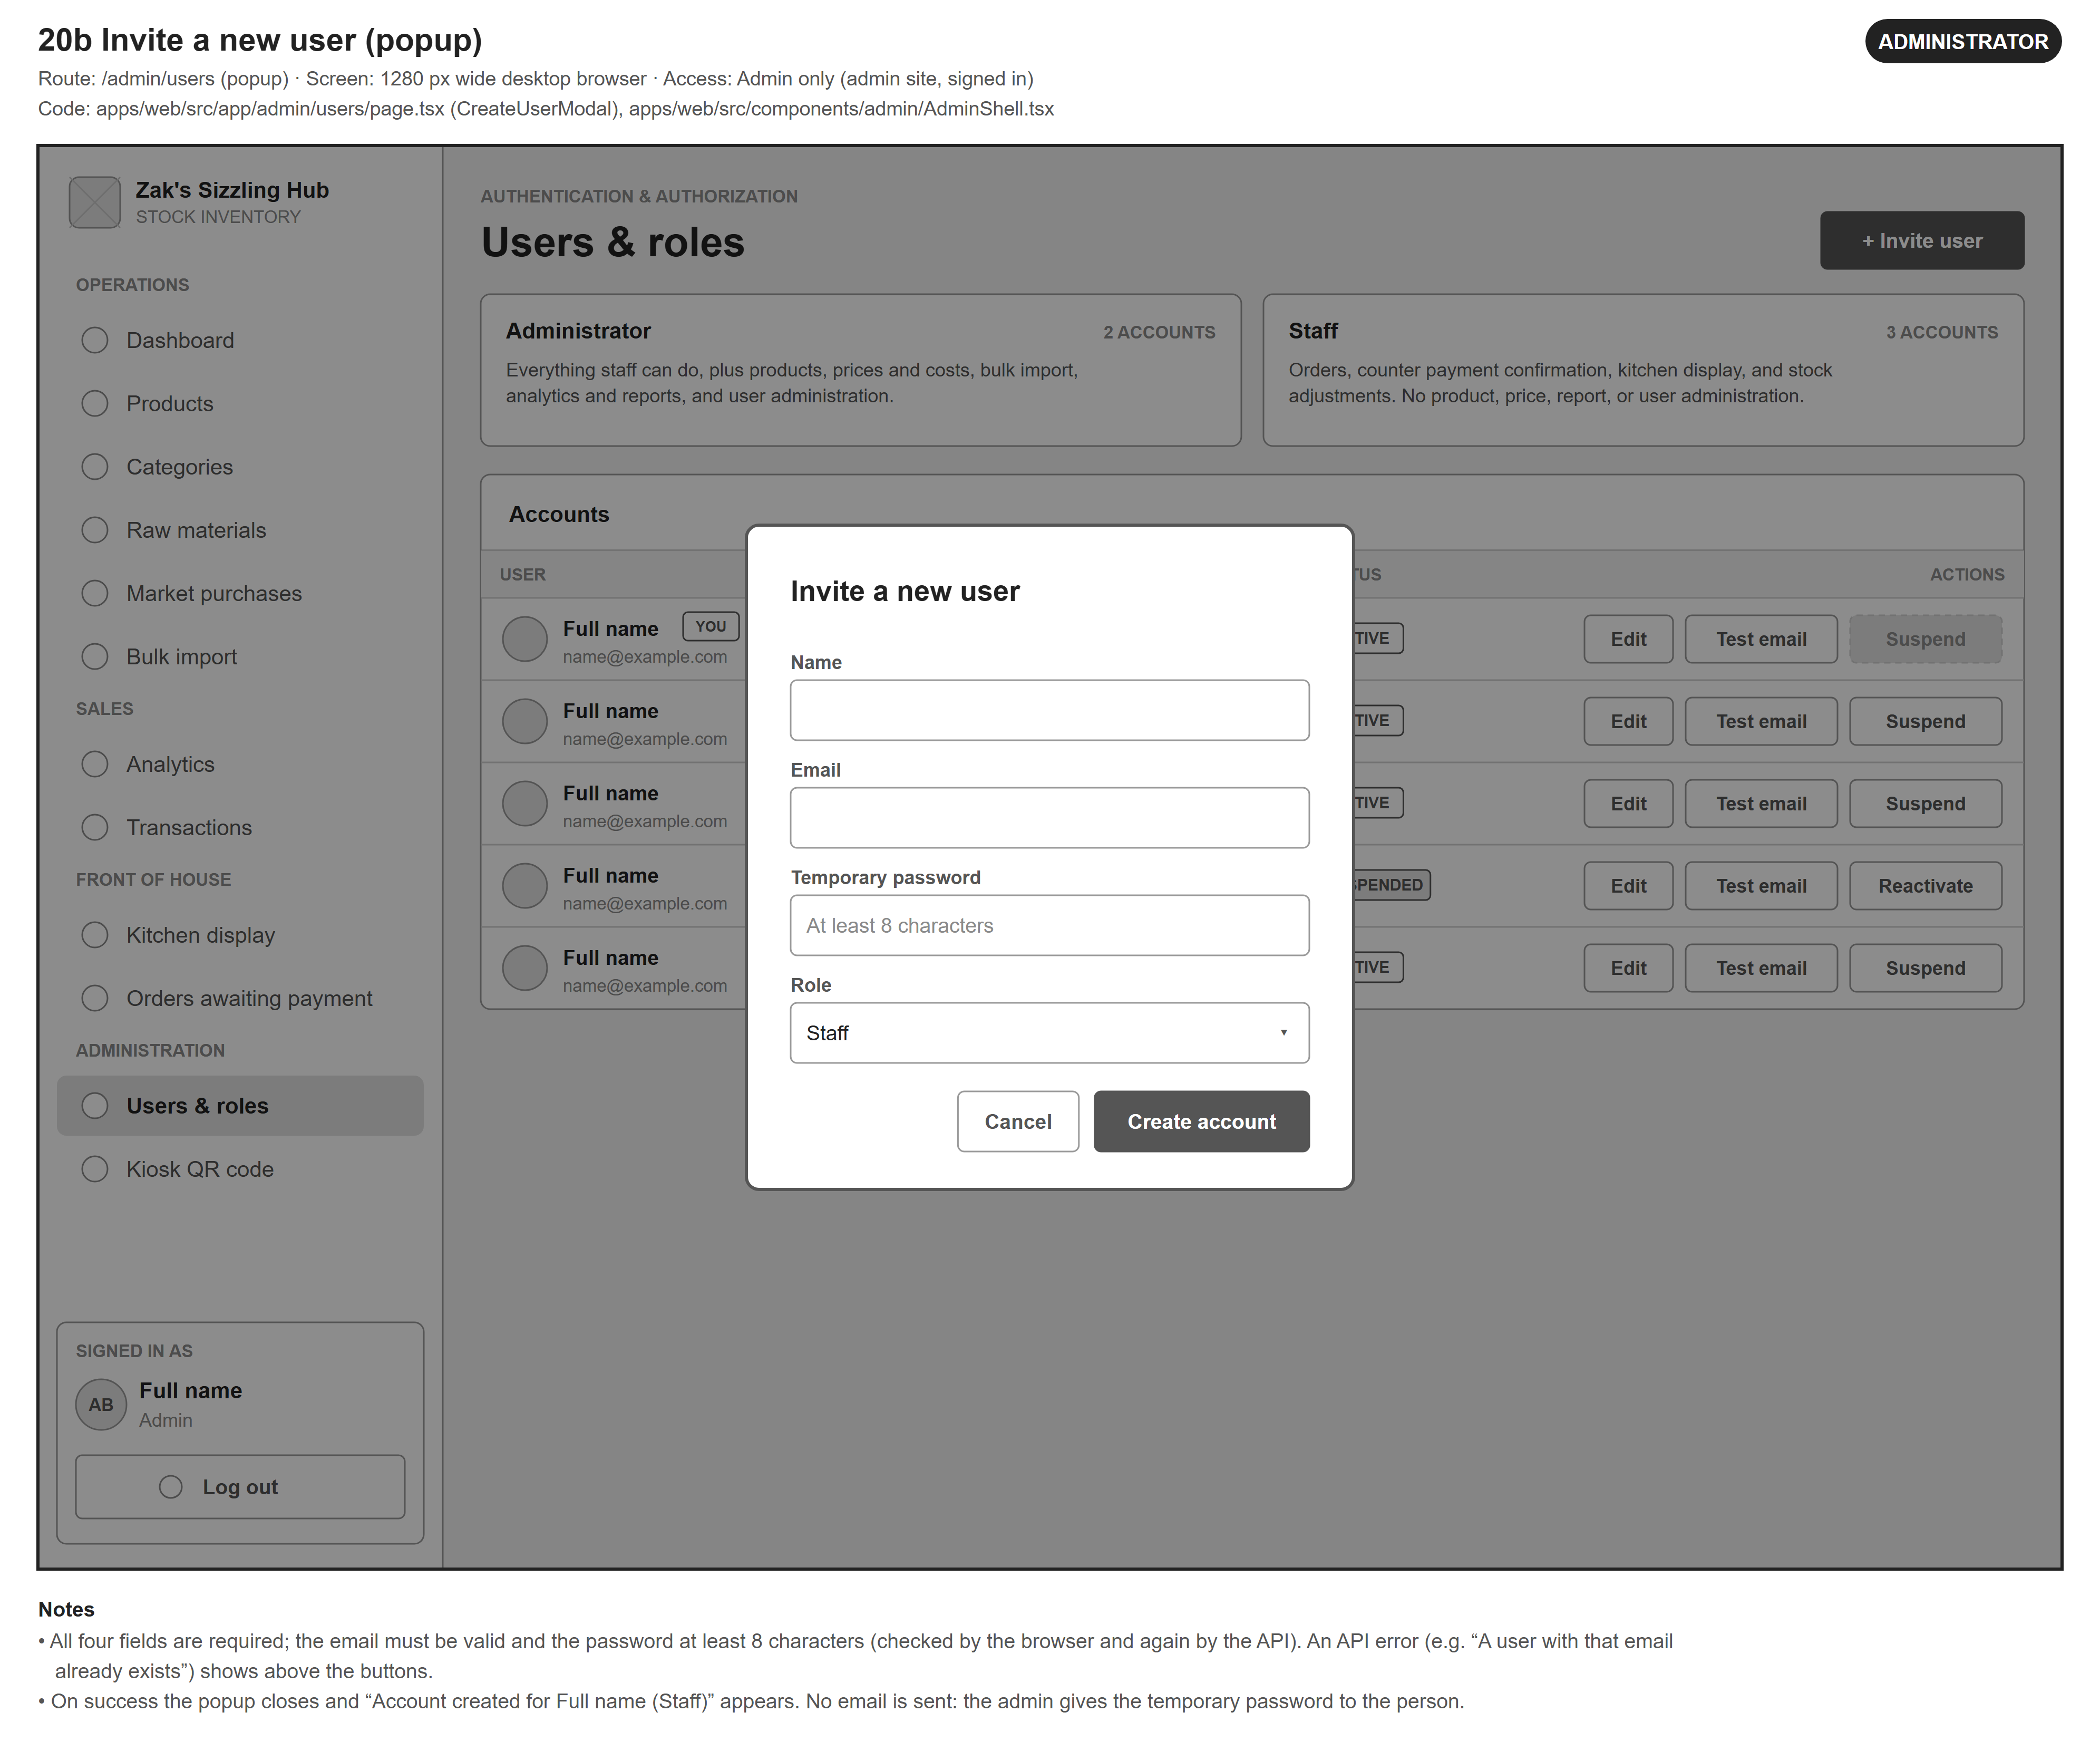 20b Invite a new user (popup)
ADMINISTRATOR
Route: /admin/users (popup) · Screen: 1280 px wide desktop browser · Access: Admin only (admin site, signed in)
Code: apps/web/src/app/admin/users/page.tsx (CreateUserModal), apps/web/src/components/admin/AdminShell.tsx
Zak's Sizzling Hub
STOCK INVENTORY
OPERATIONS
Dashboard
Products
Categories
Raw materials
Market purchases
Bulk import
SALES
Analytics
Transactions
FRONT OF HOUSE
Kitchen display
Orders awaiting payment
ADMINISTRATION
Users & roles
Kiosk QR code
SIGNED IN AS
AB
Full name
Admin
Log out
AUTHENTICATION & AUTHORIZATION
Users & roles
+ Invite user
Administrator
2 ACCOUNTS
Everything staff can do, plus products, prices and costs, bulk import,
analytics and reports, and user administration.
Staff
3 ACCOUNTS
Orders, counter payment confirmation, kitchen display, and stock
adjustments. No product, price, report, or user administration.
Accounts
USER
TUS
ACTIONS
Full name
YOU
name@example.com
TIVE
Edit
Test email
Suspend
Full name
name@example.com
TIVE
Edit
Test email
Suspend
Full name
name@example.com
TIVE
Edit
Test email
Suspend
Full name
name@example.com
SPENDED
Edit
Test email
Reactivate
Full name
name@example.com
TIVE
Edit
Test email
Suspend
Invite a new user
Name
Email
Temporary password
At least 8 characters
Role
Staff
Cancel
Create account
Notes
• All four fields are required; the email must be valid and the password at least 8 characters (checked by the browser and again by the API). An API error (e.g. “A user with that email
already exists”) shows above the buttons.
• On success the popup closes and “Account created for Full name (Staff)” appears. No email is sent: the admin gives the temporary password to the person.